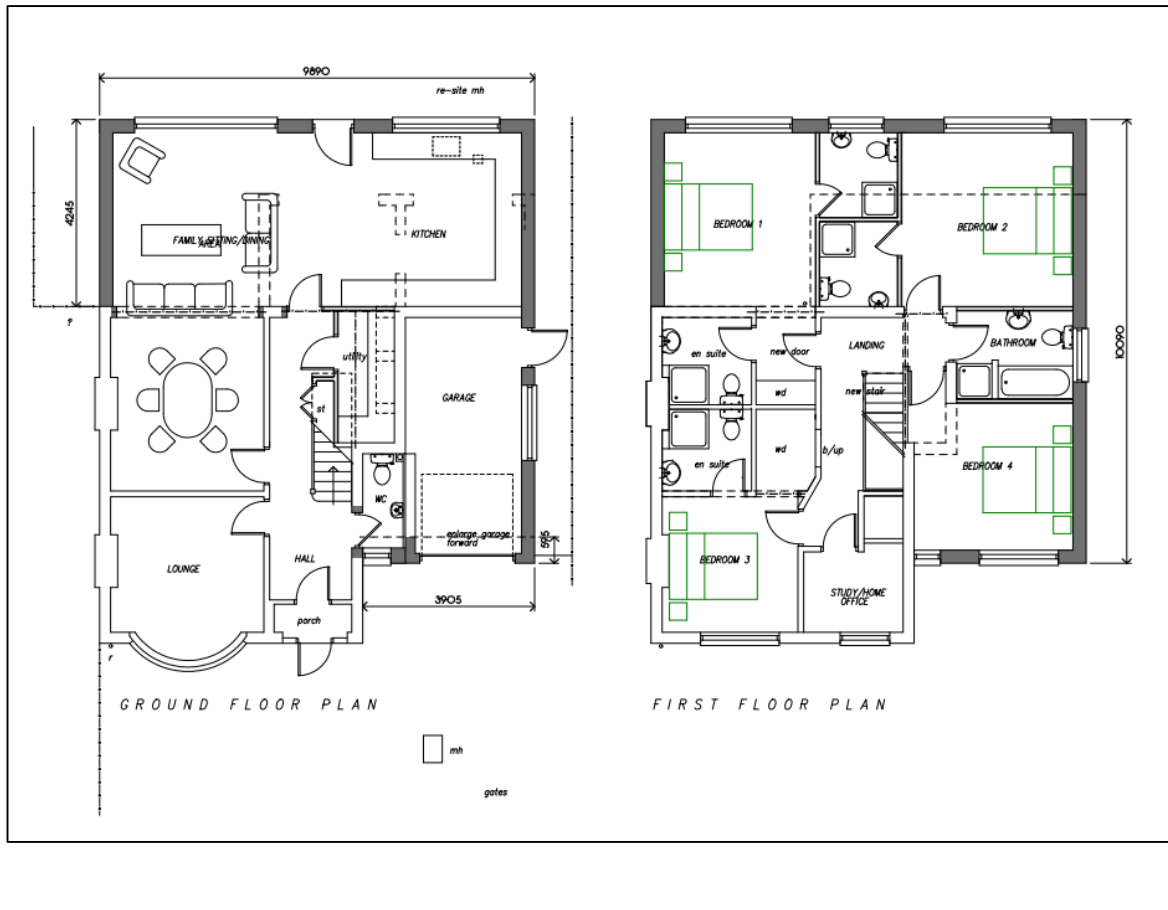 9890
re-site mh
4245
FAMILY SITTING/DINING
AREA
KITCHEN
BEDROOM 1
BEDROOM 2
?
utility
en suite
new door
LANDING
BATHROOM
10090
GARAGE
st
wd
new stair
WC
en suite
wd
b/up
BEDROOM 4
enlarge garage
forward
595
HALL
LOUNGE
BEDROOM 3
3905
STUDY/HOME
OFFICE
porch
r
GROUND FLOOR PLAN
FIRST FLOOR PLAN
mh
gates